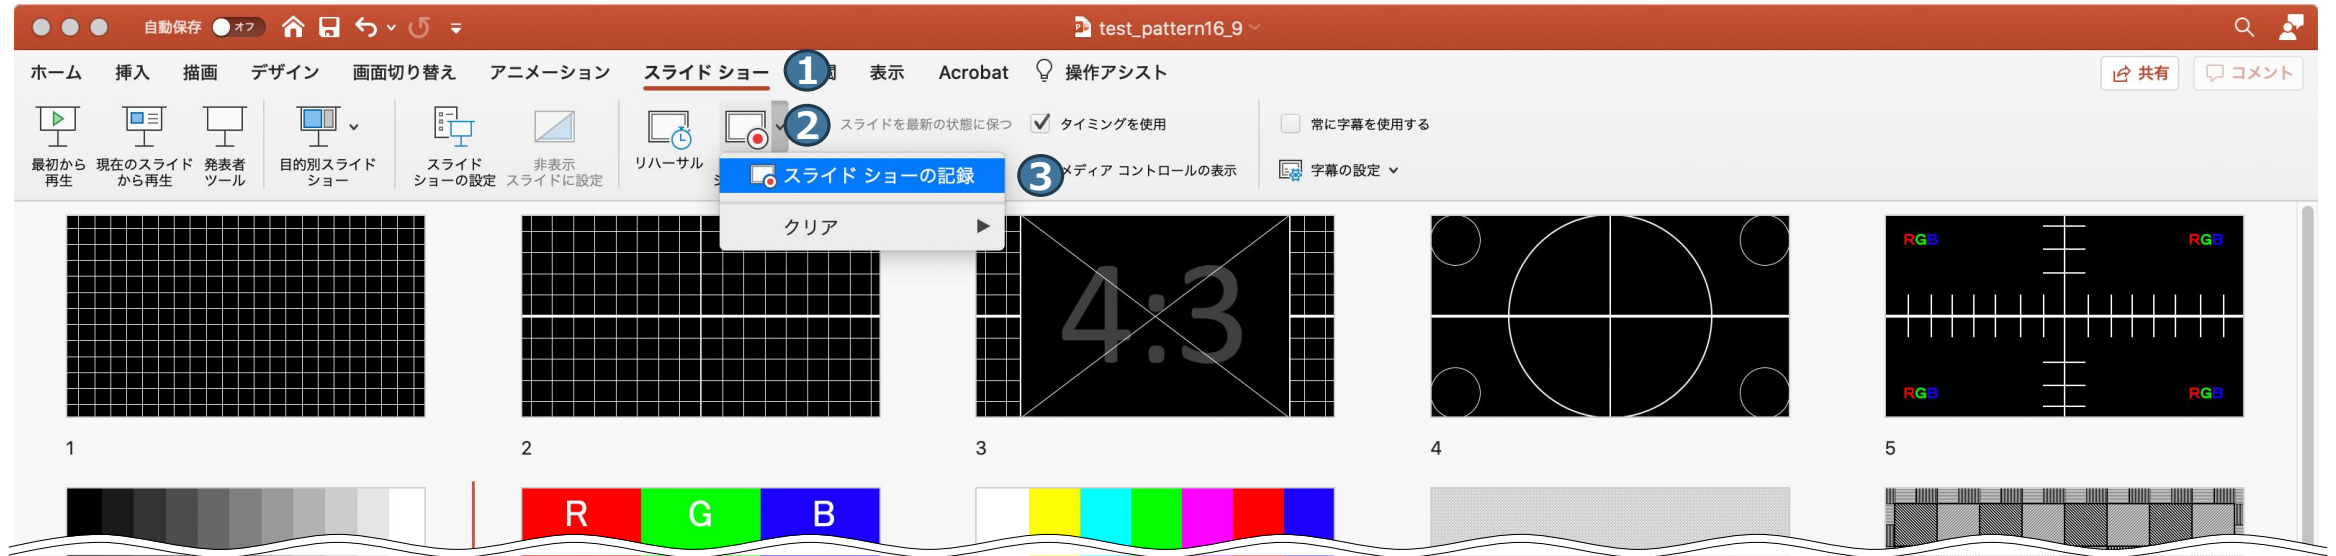 自動保存 オフ
test_pattern16_9
ホーム 挿入 描画 デザイン 画面切り替え アニメーション スライド ショー 1 表示 Acrobat 操作アシスト
共有 コメント
2 スライドを最新の状態に保つ タイミングを使用 常に字幕を使用する
最初から
再生
現在のスライド
から再生
発表者
ツール
目的別スライド
ショー
スライド
ショーの設定
非表示
スライドに設定
リハーサル
スライド ショーの記録 3
メディア コントロールの表示 字幕の設定
クリア
4:3
RGB RGB
RGB RGB
1 2 3 4 5
R G B